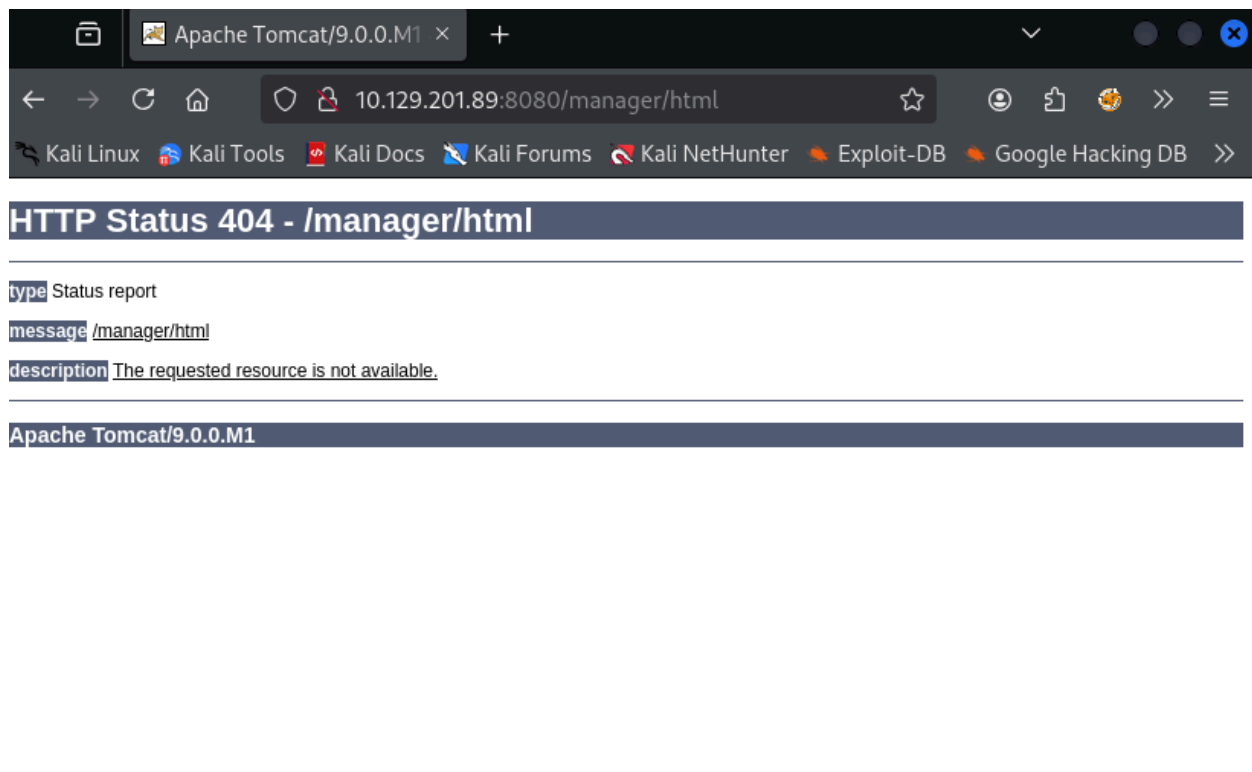 Apache Tomcat/9.0.0.M1
10.129.201.89:8080/manager/html
Kali Linux Kali Tools Kali Docs Kali Forums Kali NetHunter Exploit-DB Google Hacking DB
HTTP Status 404 - /manager/html
type Status report
message /manager/html
description The requested resource is not available.
Apache Tomcat/9.0.0.M1